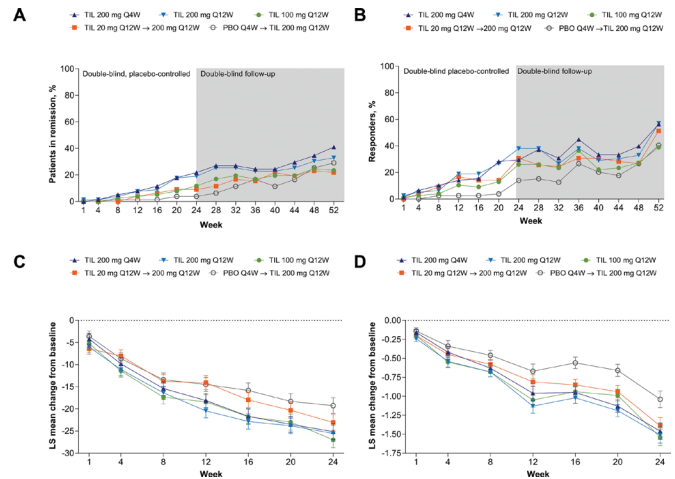 A
TIL 200 mg Q4W TIL 200 mg Q12W TIL 100 mg Q12W
TIL 20 mg Q12W → 200 mg Q12W PBO Q4W → TIL 200 mg Q12W
Double-blind, placebo-controlled Double-blind follow-up
Patients in remission, %
100
80
60
40
20
0
1 4 8 12 16 20 24 28 32 36 40 44 48 52
Week
B
TIL 200 mg Q4W TIL 200 mg Q12W TIL 100 mg Q12W
TIL 20 mg Q12W →200 mg Q12W PBO Q4W → TIL 200 mg Q12W
Double-blind placebo-controlled Double-blind follow-up
Responders, %
100
80
60
40
20
0
1 4 8 12 16 20 24 28 32 36 40 44 48 52
Week
C
TIL 200 mg Q4W TIL 200 mg Q12W TIL 100 mg Q12W
TIL 20 mg Q12W → 200 mg Q12W PBO Q4W → TIL 200 mg Q12W
LS mean change from baseline
0
-5
-10
-15
-20
-25
-30
1 4 8 12 16 20 24
Week
D
TIL 200 mg Q4W TIL 200 mg Q12W TIL 100 mg Q12W
TIL 20 mg Q12W → 200 mg Q12W PBO Q4W → TIL 200 mg Q12W
LS mean change from baseline
0.00
-0.25
-0.50
-0.75
-1.00
-1.25
-1.50
-1.75
1 4 8 12 16 20 24
Week